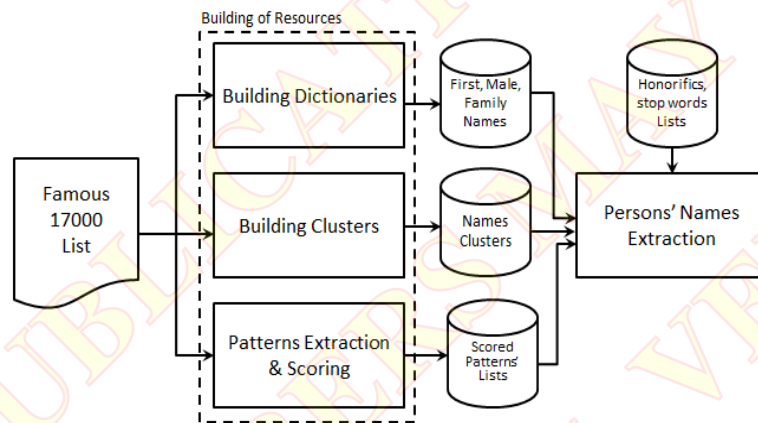 Building of Resources
Building Dictionaries
First, Male,
Family
Names
Honorifics,
stop words
Lists
Famous
17000
List
Building Clusters
Names
Clusters
Persons' Names
Extraction
Patterns Extraction
& Scoring
Scored
Patterns'
Lists